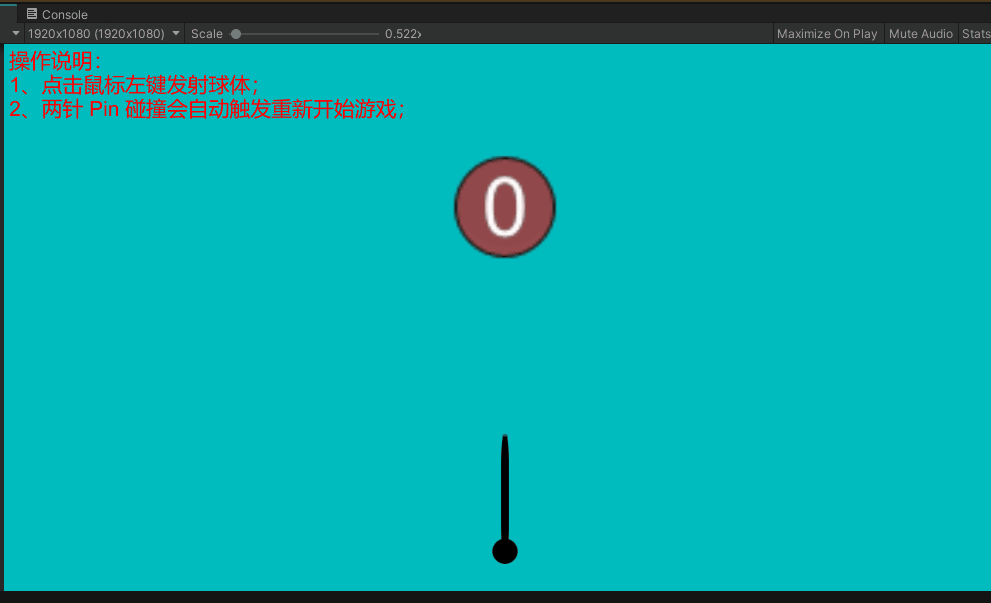 Console
1920x1080 (1920x1080) Scale 0.522x Maximize On Play Mute Audio Stats
操作说明：
1、点击鼠标左键发射球体；
2、两针 Pin 碰撞会自动触发重新开始游戏；
0